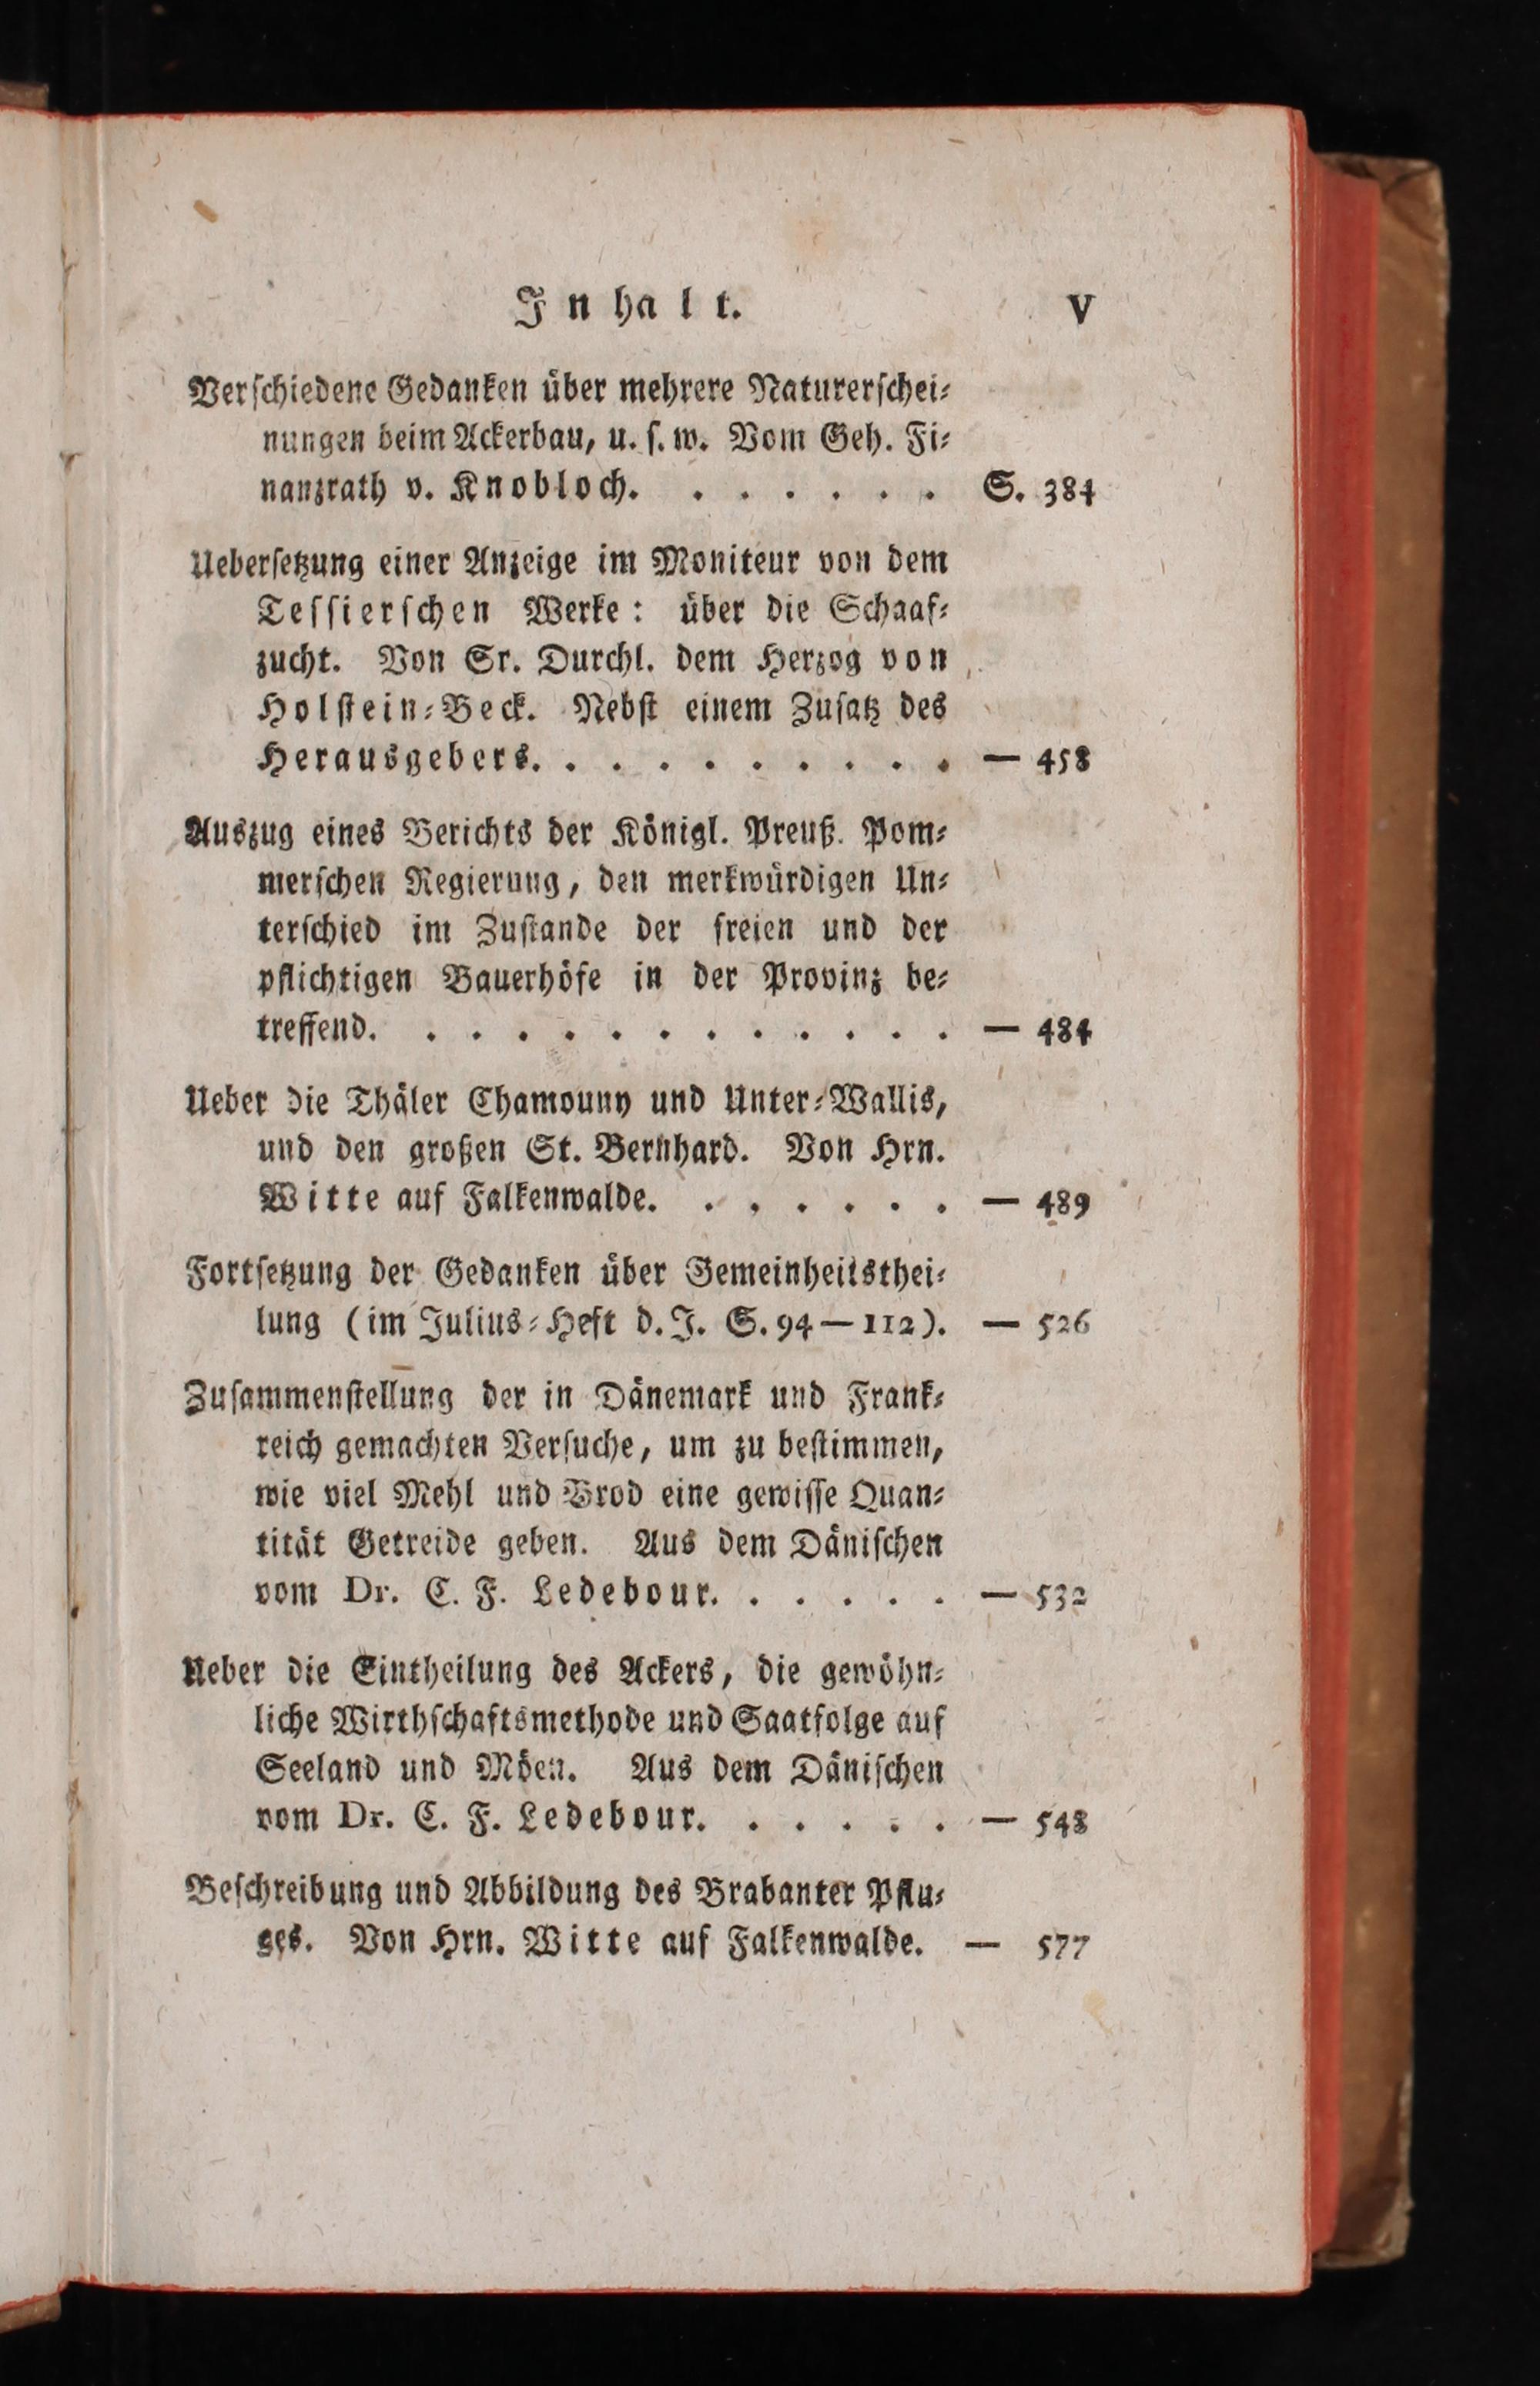 Inhalt. V
Verschiedene Gedanken über mehrere Naturerschei-
nungen beim Ackerbau, u. s. w. Vom Geh. Fi-
nanzrath v. Knobloch. . . . . . . S. 384
Uebersetzung einer Anzeige im Moniteur von dem
Tessierschen Werke: über die Schaaf-
zucht. Von Sr. Durchl. dem Herzog von
Holstein-Beck. Nebst einem Zusatz des
Herausgebers. . . . . . . . . . — 458
Auszug eines Berichts der Königl. Preuß. Pom-
merschen Regierung, den merkwürdigen Un-
terschied im Zustande der freien und der
pflichtigen Bauerhöfe in der Provinz be-
treffend. . . . . . . . . . . . . — 484
Ueber die Thäler Chamouny und Unter-Wallis,
und den großen St. Bernhard. Von Hrn.
Witte auf Falkenwalde. . . . . . . — 489
Fortsetzung der Gedanken über Gemeinheitsthei-
lung (im Julius-Heft d. J. S. 94—112). — 526
Zusammenstellung der in Dänemark und Frank-
reich gemachten Versuche, um zu bestimmen,
wie viel Mehl und Brod eine gewisse Quan-
tität Getreide geben. Aus dem Dänischen
vom Dr. C. F. Ledebour. . . . . . — 532
Ueber die Eintheilung des Ackers, die gewöhn-
liche Wirthschaftsmethode und Saatfolge auf
Seeland und Möen. Aus dem Dänischen
vom Dr. C. F. Ledebour. . . . . . — 548
Beschreibung und Abbildung des Brabanter Pflu-
ges. Von Hrn. Witte auf Falkenwalde. — 577